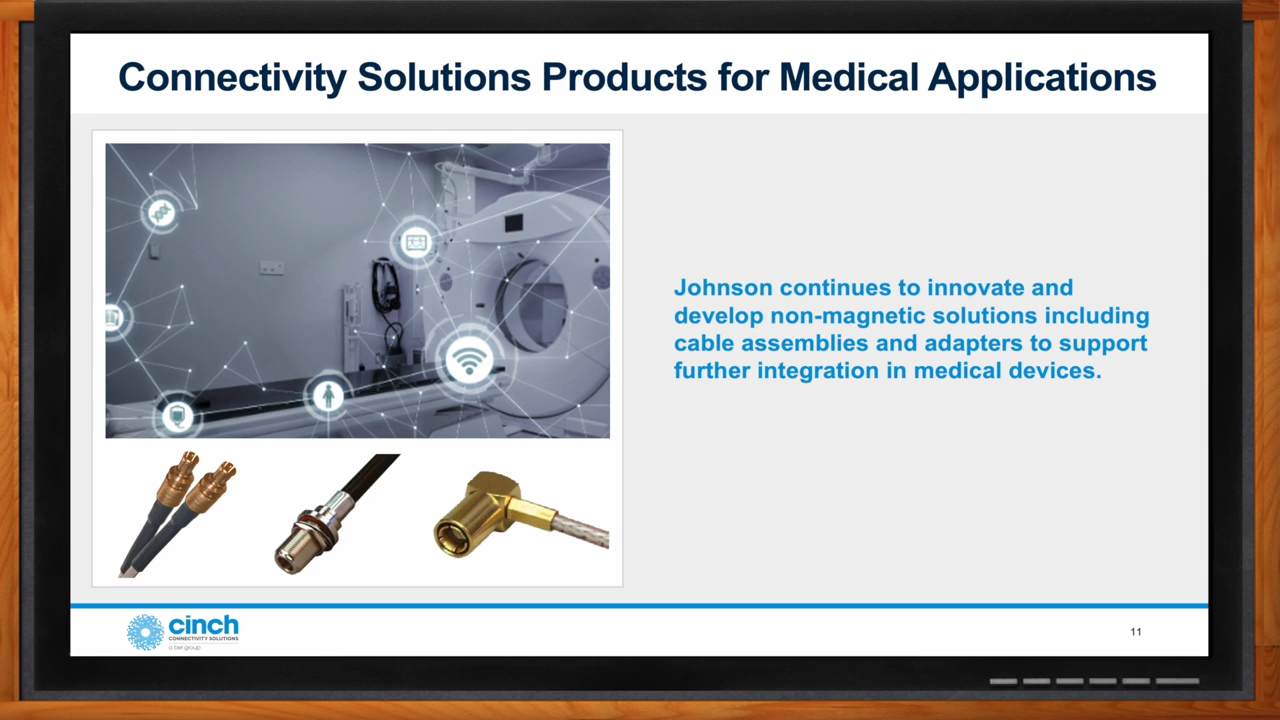 Connectivity Solutions Products for Medical Applications
Johnson continues to innovate and
develop non-magnetic solutions including
cable assemblies and adapters to support
further integration in medical devices.
cinch
CONNECTIVITY SOLUTIONS
a bel group
11